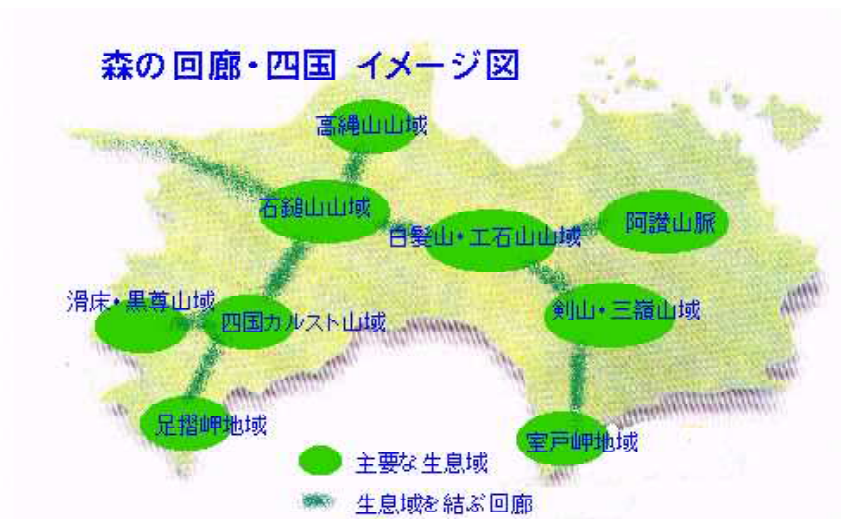 森の回廊・四国 イメージ図
高縄山山域
石鎚山山域
白髪山・工石山山域
阿讃山脈
滑床・黒尊山域
四国カルスト山域
剣山・三嶺山域
足摺岬地域
室戸岬地域
主要な生息域
生息域を結ぶ回廊